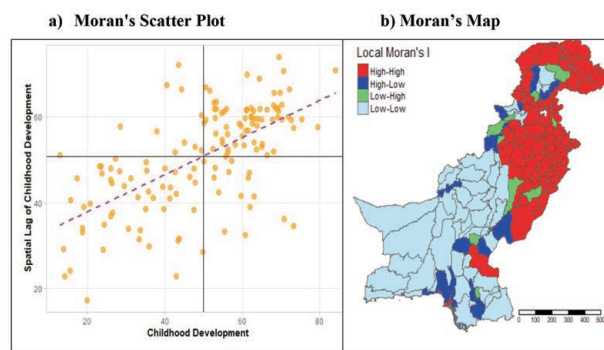 a) Moran's Scatter Plot
Spatial Lag of Childhood Development
60
40
20
20
40
60
80
Childhood Development
b) Moran's Map
Local Moran's I
High-High
High-Low
Low-High
Low-Low
0 100 200 300 400 500